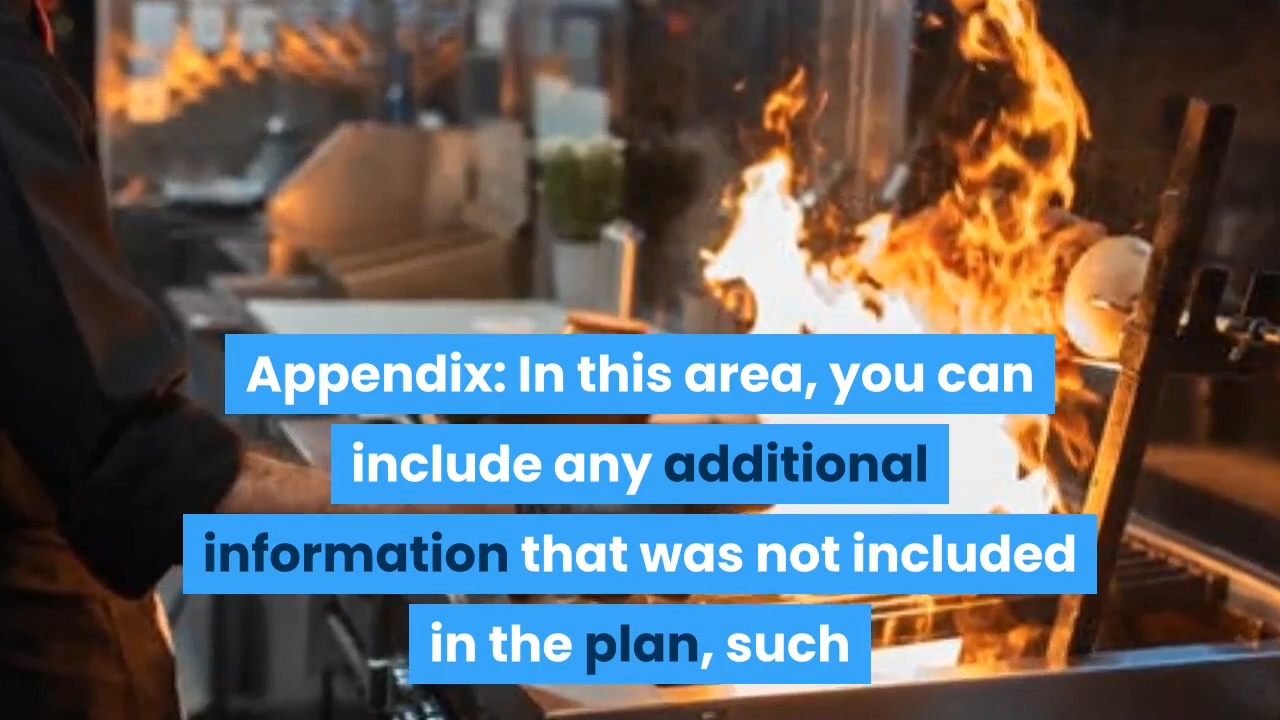 Appendix: In this area, you can
include any additional
information that was not included
in the plan, such